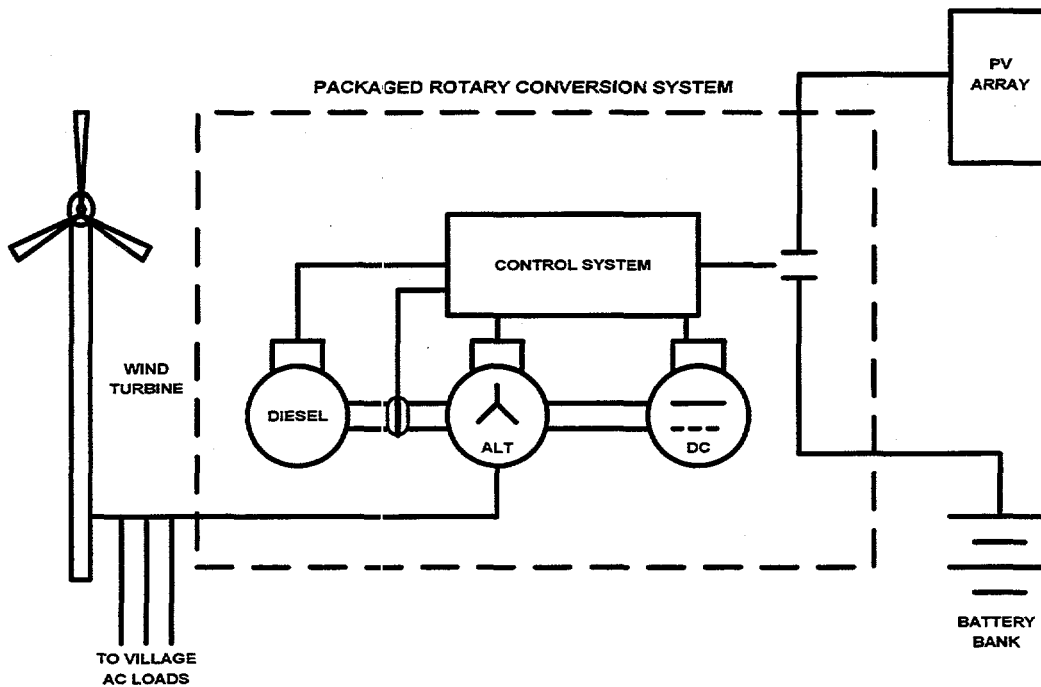 PV
ARRAY
PACKAGED ROTARY CONVERSION SYSTEM
CONTROL SYSTEM
WIND
TURBINE
DIESEL
ALT
DC
BATTERY
BANK
TO VILLAGE
AC LOADS